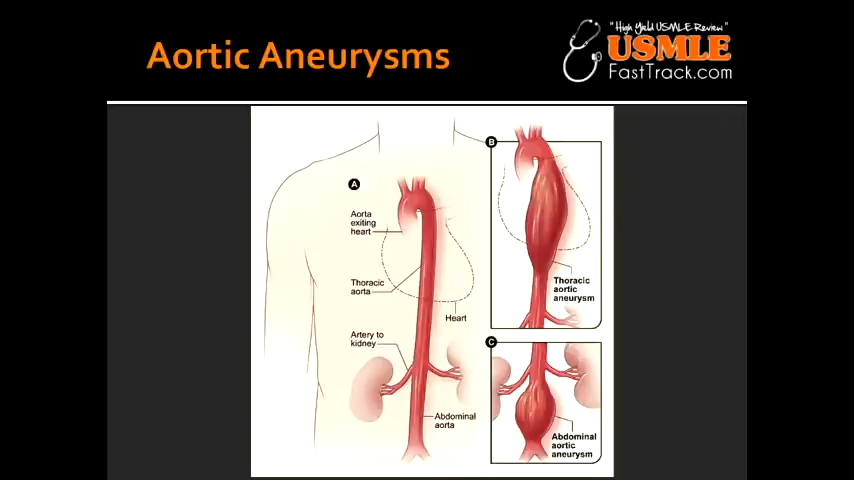 Aortic Aneurysms
"High Yield USMLE Review"
USMLE
FastTrack.com
A
Aorta
exiting
heart
Thoracic
aorta
Heart
Artery to
kidney
Abdominal
aorta
B
Thoracic
aortic
aneurysm
C
Abdominal
aortic
aneurysm